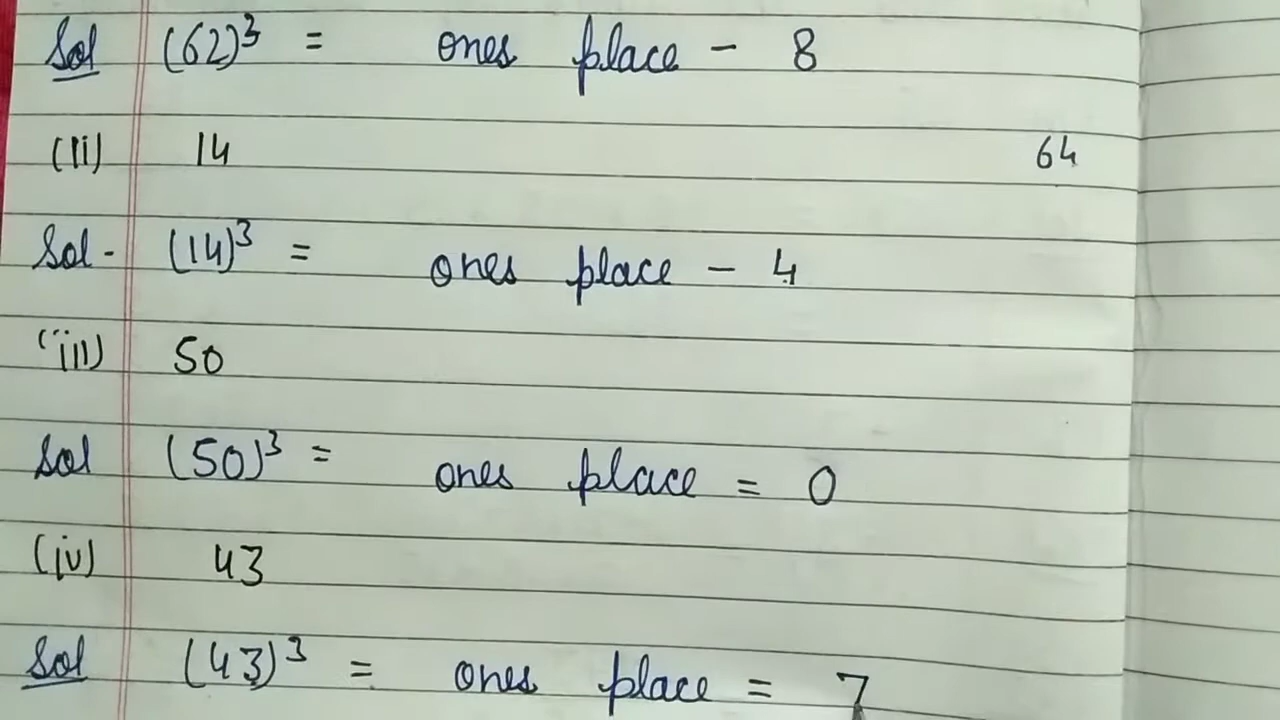 Sol (62)³ = ones place - 8
(ii) 14 64
Sol- (14)³ = ones place - 4
(iii) 50
Sol (50)³ = ones place = 0
(iv) 43
Sol (43)³ = ones place = 7